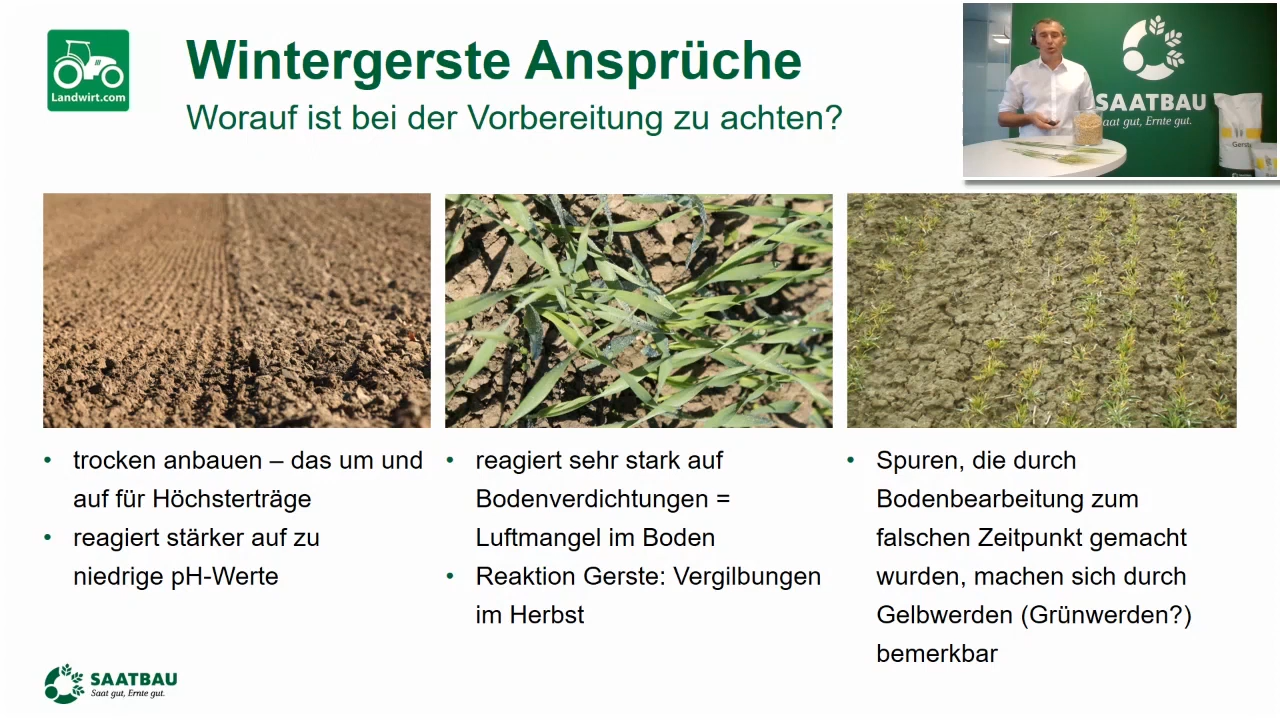 Landwirt.com
Wintergerste Ansprüche
Worauf ist bei der Vorbereitung zu achten?
SAATBAU
Saat gut, Ernte gut.
Gerste
• trocken anbauen – das um und
auf für Höchsterträge
• reagiert stärker auf zu
niedrige pH-Werte
• reagiert sehr stark auf
Bodenverdichtungen =
Luftmangel im Boden
• Reaktion Gerste: Vergilbungen
im Herbst
• Spuren, die durch
Bodenbearbeitung zum
falschen Zeitpunkt gemacht
wurden, machen sich durch
Gelbwerden (Grünwerden?)
bemerkbar
SAATBAU
Saat gut, Ernte gut.